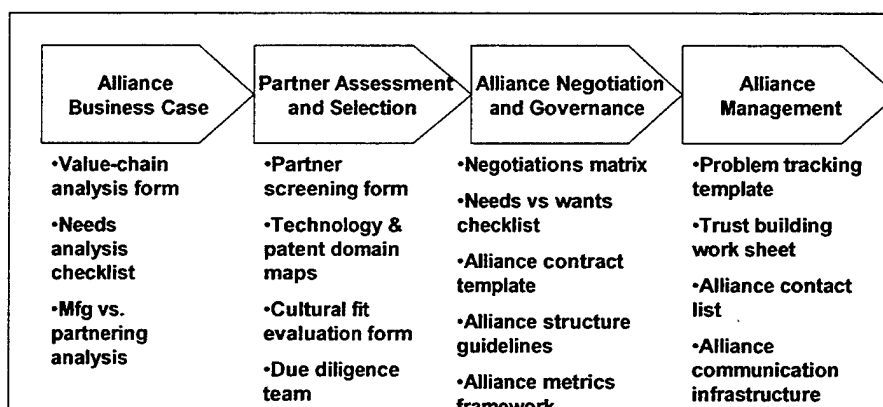 Alliance
Business Case
Partner Assessment
and Selection
Alliance Negotiation
and Governance
Alliance
Management
•Value-chain
analysis form
•Needs
analysis
checklist
•Mfg vs.
partnering
analysis
•Partner
screening form
•Technology &
patent domain
maps
•Cultural fit
evaluation form
•Due diligence
team
•Negotiations matrix
•Needs vs wants
checklist
•Alliance contract
template
•Alliance structure
guidelines
•Alliance metrics
framework
•Problem tracking
template
•Trust building
work sheet
•Alliance contact
list
•Alliance
communication
infrastructure